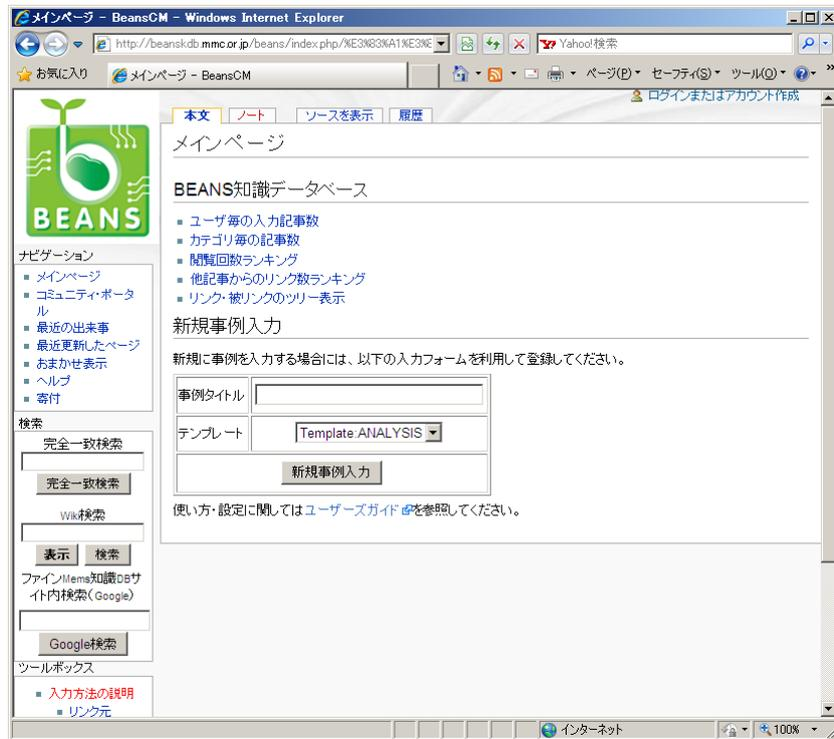 メインページ - BeansCM - Windows Internet Explorer
http://beanskdb.mmc.or.jp/beans/index.php/%E3%83%A1%E3%
Yahoo!検索
お気に入り
メインページ - BeansCM
ページ(P) セーフティ(S) ツール(O)
ログインまたはアカウント作成
本文 ノート ソースを表示 履歴
メインページ
BEANS知識データベース
ユーザ毎の入力記事数
カテゴリ毎の記事数
閲覧回数ランキング
他記事からのリンク数ランキング
リンク・被リンクのツリー表示
新規事例入力
新規に事例を入力する場合には、以下の入力フォームを利用して登録してください。
事例タイトル
テンプレート Template:ANALYSIS
新規事例入力
使い方・設定に関してはユーザーズガイドを参照してください。
BEANS
ナビゲーション
メインページ
コミュニティ・ポータ
ル
最近の出来事
最近更新したページ
おまかせ表示
ヘルプ
寄付
検索
完全一致検索
完全一致検索
Wiki検索
表示 検索
ファインMems知識DBサ
イト内検索(Google)
Google検索
ツールボックス
入力方法の説明
リンク元
インターネット
100%